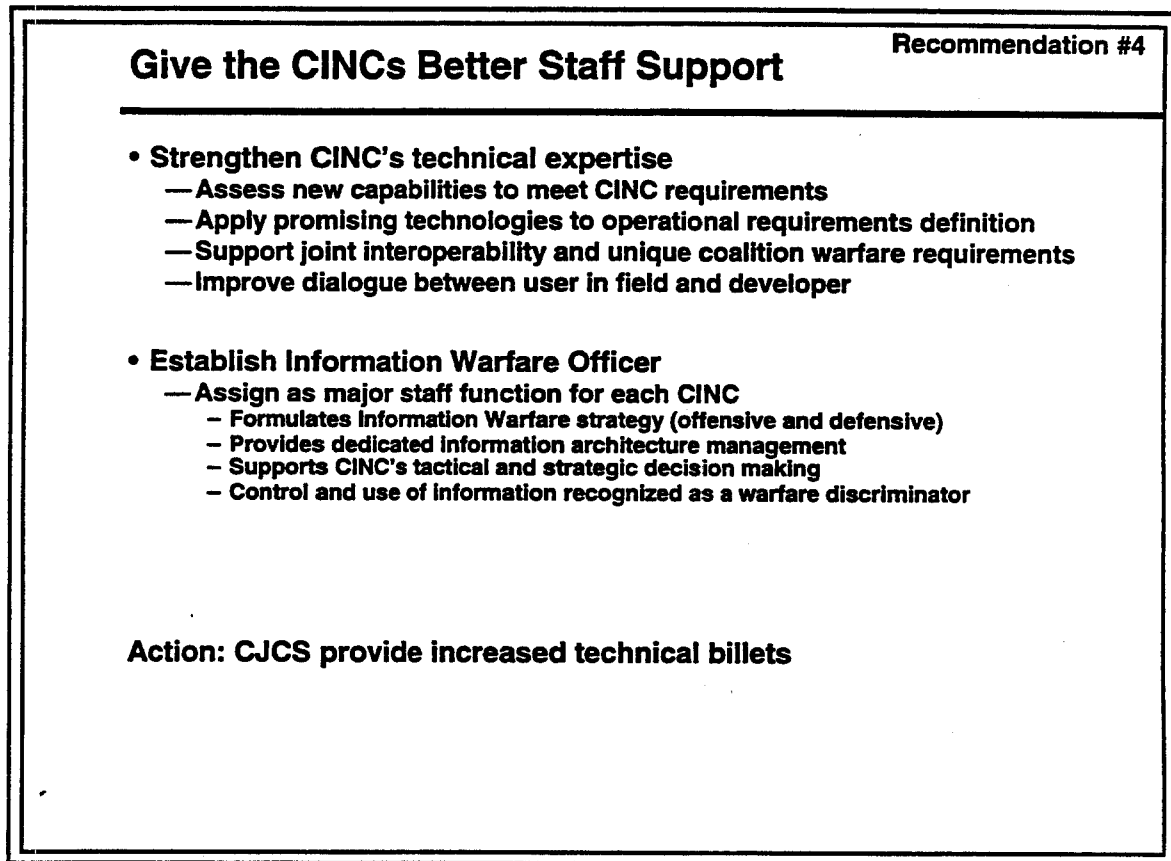 Recommendation #4
Give the CINCs Better Staff Support
• Strengthen CINC's technical expertise
—Assess new capabilities to meet CINC requirements
—Apply promising technologies to operational requirements definition
—Support joint interoperability and unique coalition warfare requirements
—Improve dialogue between user in field and developer
• Establish Information Warfare Officer
—Assign as major staff function for each CINC
– Formulates Information Warfare strategy (offensive and defensive)
– Provides dedicated information architecture management
– Supports CINC's tactical and strategic decision making
– Control and use of information recognized as a warfare discriminator
Action: CJCS provide increased technical billets